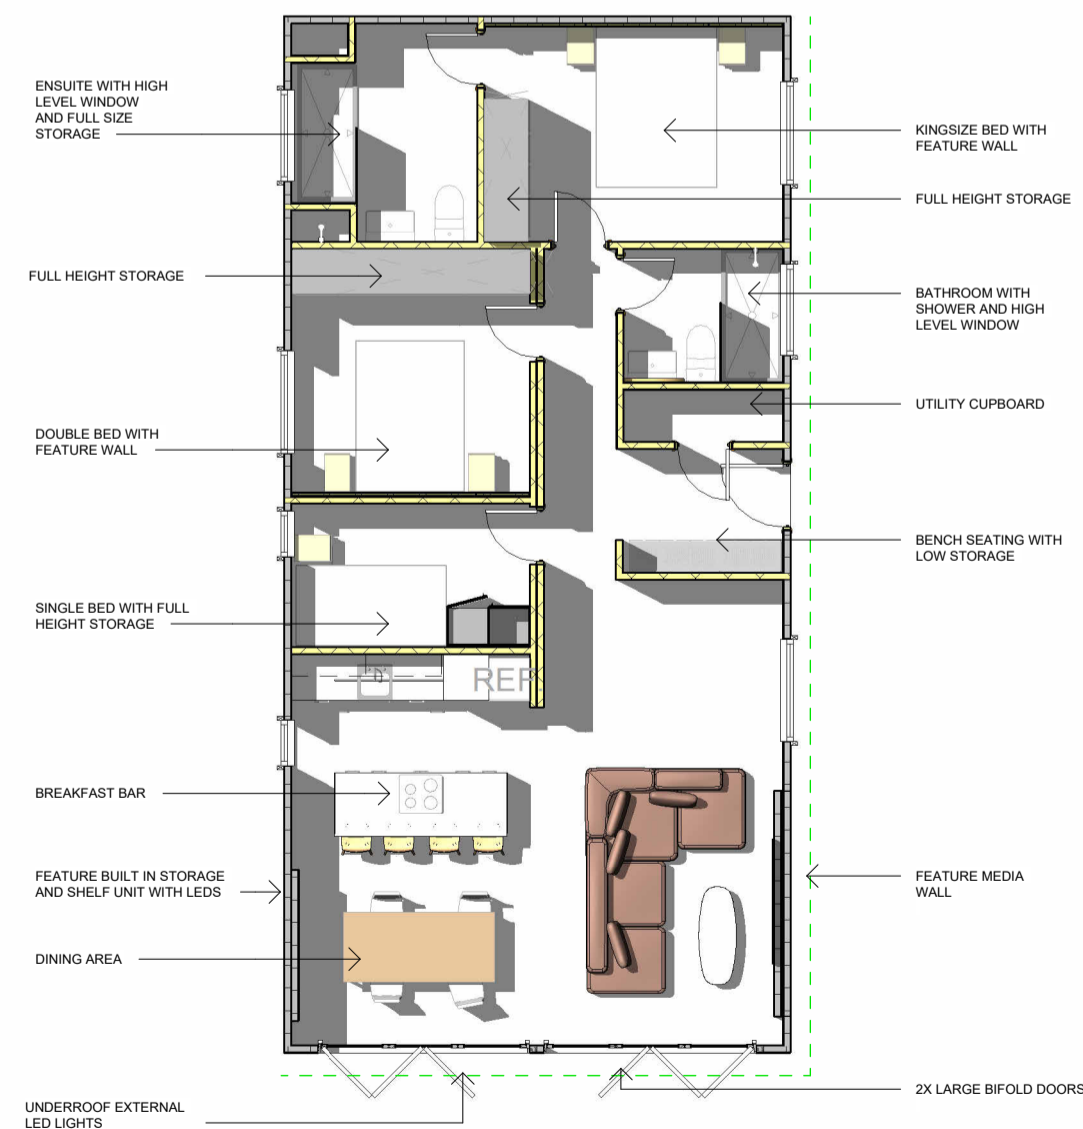 ENSUITE WITH HIGH
LEVEL WINDOW
AND FULL SIZE
STORAGE
FULL HEIGHT STORAGE
DOUBLE BED WITH
FEATURE WALL
SINGLE BED WITH FULL
HEIGHT STORAGE
BREAKFAST BAR
FEATURE BUILT IN STORAGE
AND SHELF UNIT WITH LEDS
DINING AREA
UNDERROOF EXTERNAL
LED LIGHTS
REF.
KINGSIZE BED WITH
FEATURE WALL
FULL HEIGHT STORAGE
BATHROOM WITH
SHOWER AND HIGH
LEVEL WINDOW
UTILITY CUPBOARD
BENCH SEATING WITH
LOW STORAGE
FEATURE MEDIA
WALL
2X LARGE BIFOLD DOORS